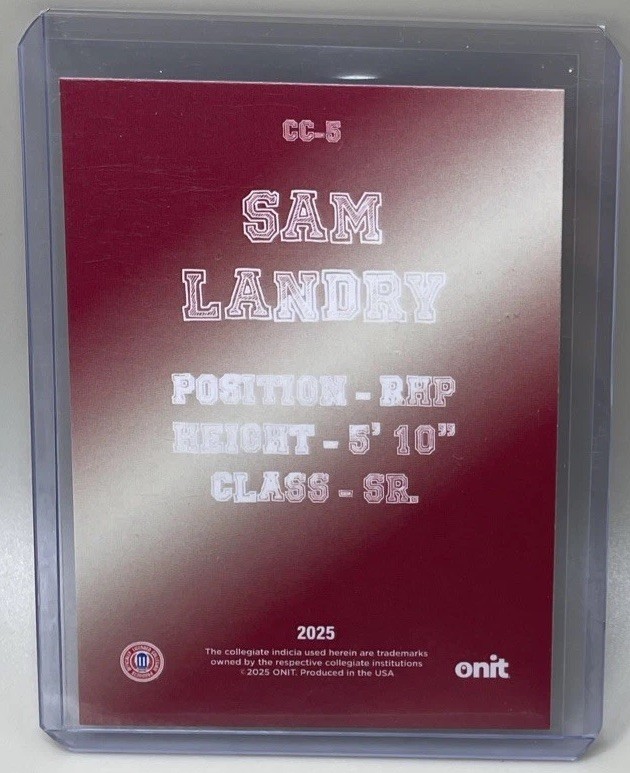 CC-5
SAM
LANDRY
POSITION - RHP
HEIGHT - 5' 10"
CLASS - SR.
2025
The collegiate indicia used herein are trademarks
owned by the respective collegiate institutions
©2025 ONIT. Produced in the USA
onit